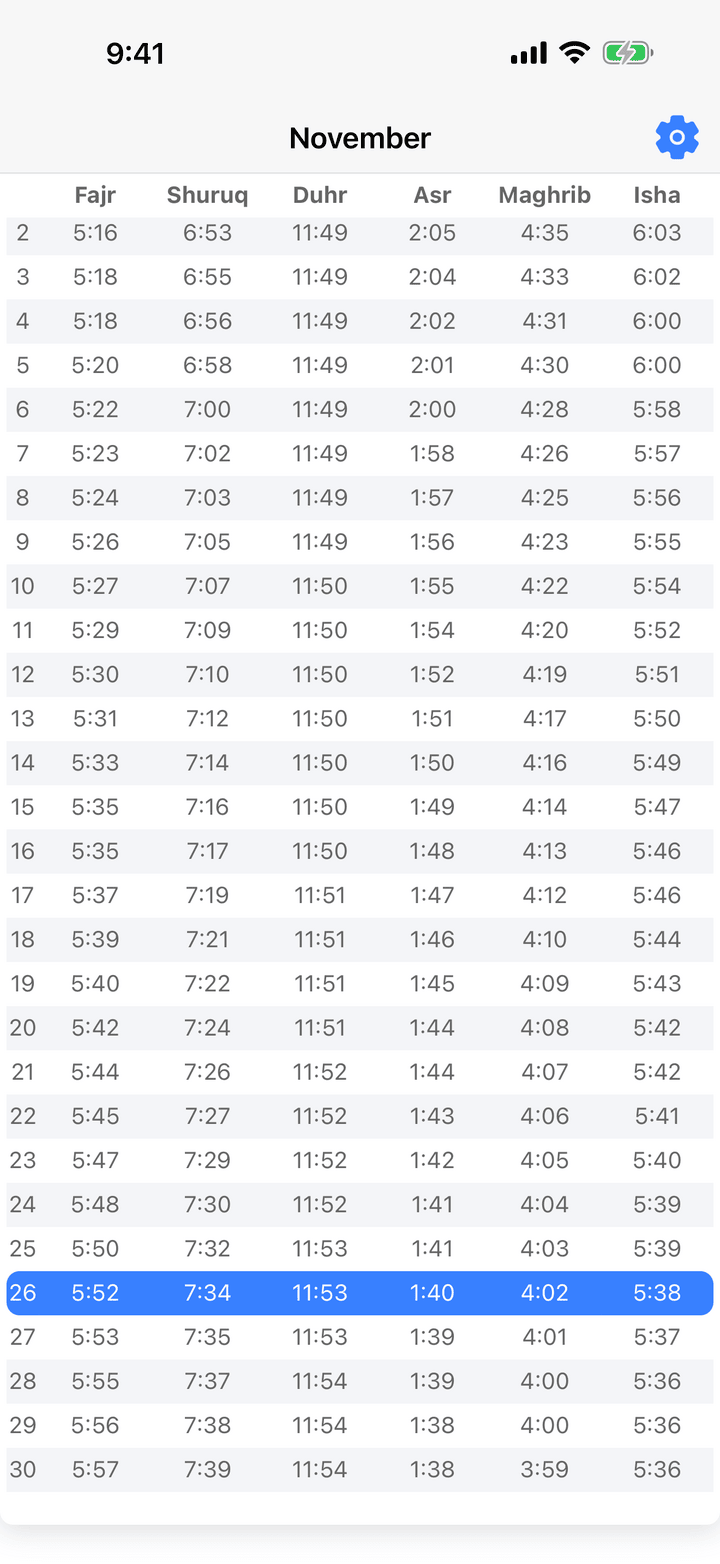 9:41
November
Fajr Shuruq Duhr Asr Maghrib Isha
2 5:16 6:53 11:49 2:05 4:35 6:03
3 5:18 6:55 11:49 2:04 4:33 6:02
4 5:18 6:56 11:49 2:02 4:31 6:00
5 5:20 6:58 11:49 2:01 4:30 6:00
6 5:22 7:00 11:49 2:00 4:28 5:58
7 5:23 7:02 11:49 1:58 4:26 5:57
8 5:24 7:03 11:49 1:57 4:25 5:56
9 5:26 7:05 11:49 1:56 4:23 5:55
10 5:27 7:07 11:50 1:55 4:22 5:54
11 5:29 7:09 11:50 1:54 4:20 5:52
12 5:30 7:10 11:50 1:52 4:19 5:51
13 5:31 7:12 11:50 1:51 4:17 5:50
14 5:33 7:14 11:50 1:50 4:16 5:49
15 5:35 7:16 11:50 1:49 4:14 5:47
16 5:35 7:17 11:50 1:48 4:13 5:46
17 5:37 7:19 11:51 1:47 4:12 5:46
18 5:39 7:21 11:51 1:46 4:10 5:44
19 5:40 7:22 11:51 1:45 4:09 5:43
20 5:42 7:24 11:51 1:44 4:08 5:42
21 5:44 7:26 11:52 1:44 4:07 5:42
22 5:45 7:27 11:52 1:43 4:06 5:41
23 5:47 7:29 11:52 1:42 4:05 5:40
24 5:48 7:30 11:52 1:41 4:04 5:39
25 5:50 7:32 11:53 1:41 4:03 5:39
26 5:52 7:34 11:53 1:40 4:02 5:38
27 5:53 7:35 11:53 1:39 4:01 5:37
28 5:55 7:37 11:54 1:39 4:00 5:36
29 5:56 7:38 11:54 1:38 4:00 5:36
30 5:57 7:39 11:54 1:38 3:59 5:36